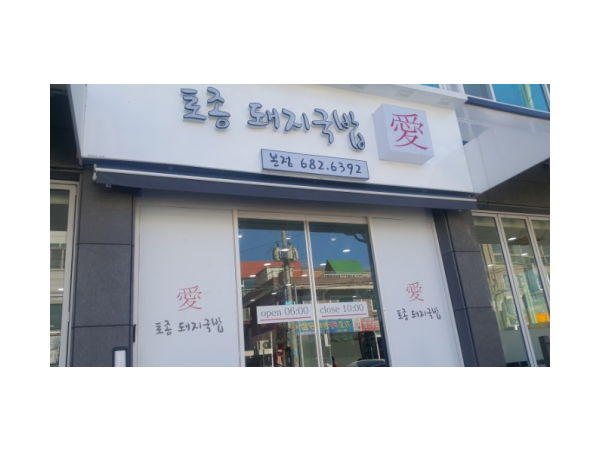 토종 돼지국밥 愛
본점 682.6392
open 06:00 close 10:00
愛
토종 돼지국밥
愛
토종 돼지국밥